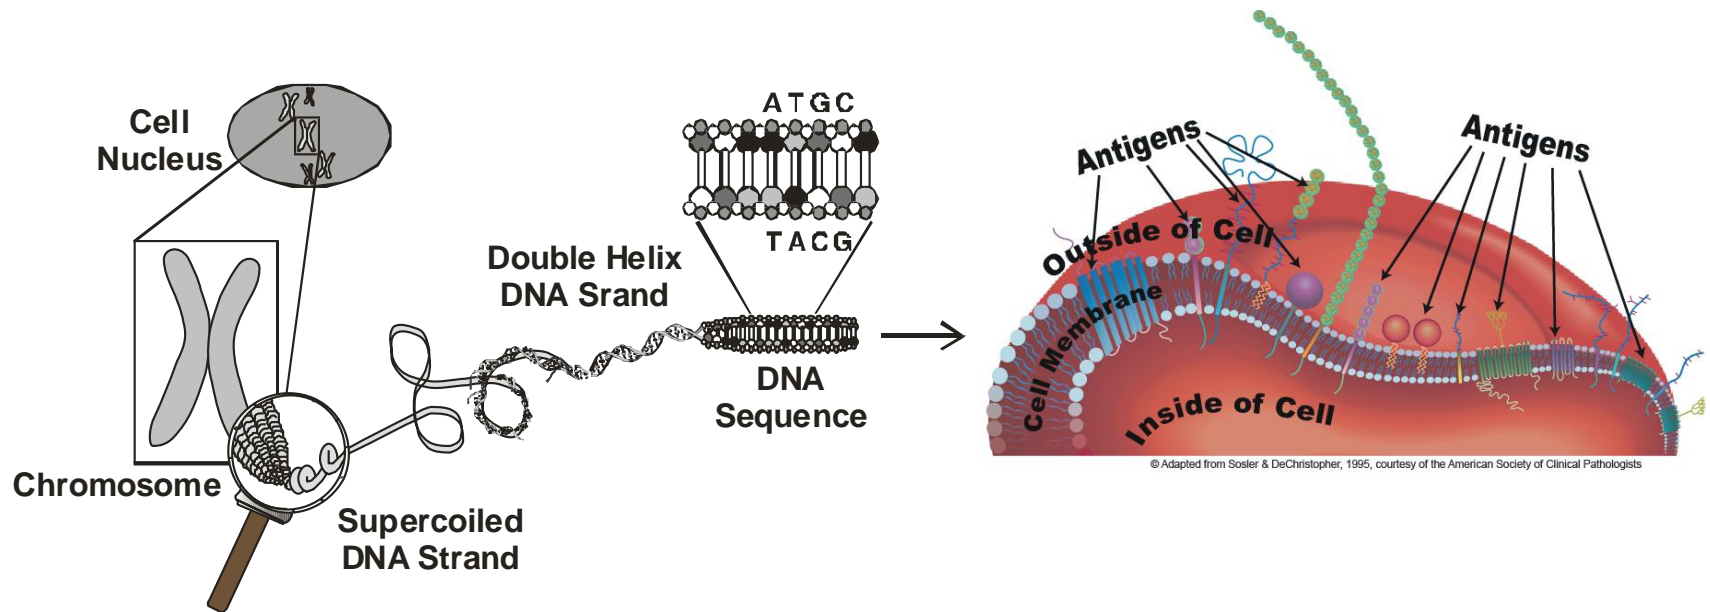 Cell
Nucleus
Chromosome
Supercoiled
DNA Strand
Double Helix
DNA Srand
ATGC
TACG
DNA
Sequence
Antigens
Antigens
Outside of Cell
Cell Membrane
Inside of Cell
© Adapted from Sosler & DeChristopher, 1995, courtesy of the American Society of Clinical Pathologists